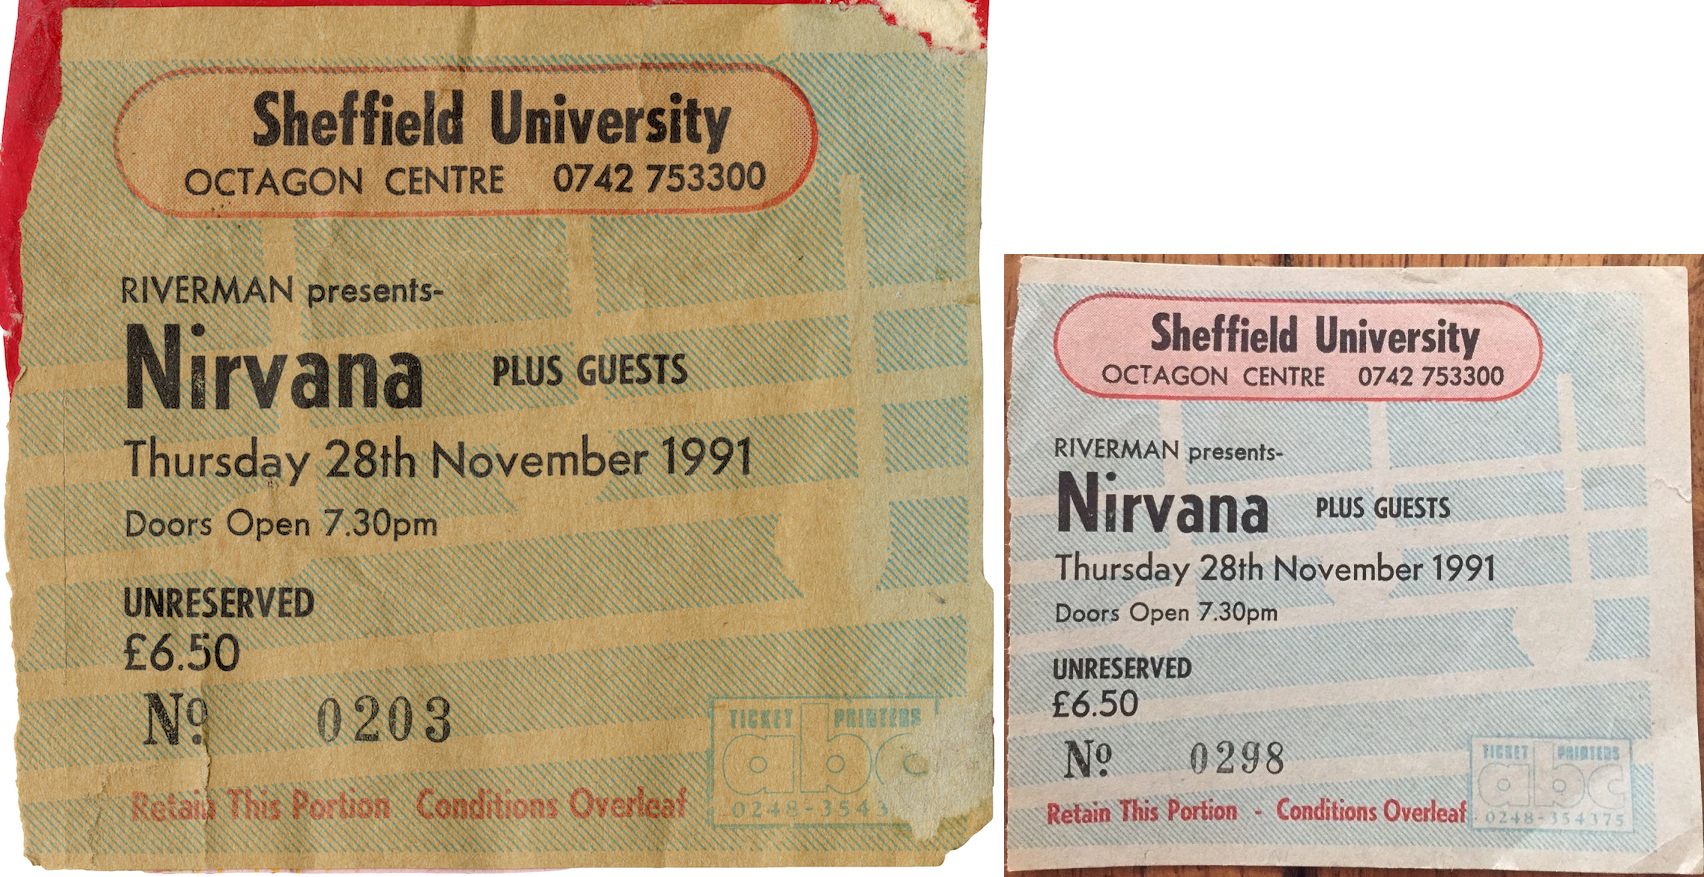 Sheffield University
OCTAGON CENTRE 0742 753300
RIVERMAN presents-
Nirvana PLUS GUESTS
Thursday 28th November 1991
Doors Open 7.30pm
UNRESERVED
£6.50
Nº 0203
TICKET PRINTERS
abc
0248-3543
Retain This Portion Conditions Overleaf
Sheffield University
OCTAGON CENTRE 0742 753300
RIVERMAN presents-
Nirvana PLUS GUESTS
Thursday 28th November 1991
Doors Open 7.30pm
UNRESERVED
£6.50
Nº 0298
TICKET PRINTERS
abc
0248-354375
Retain This Portion - Conditions Overleaf